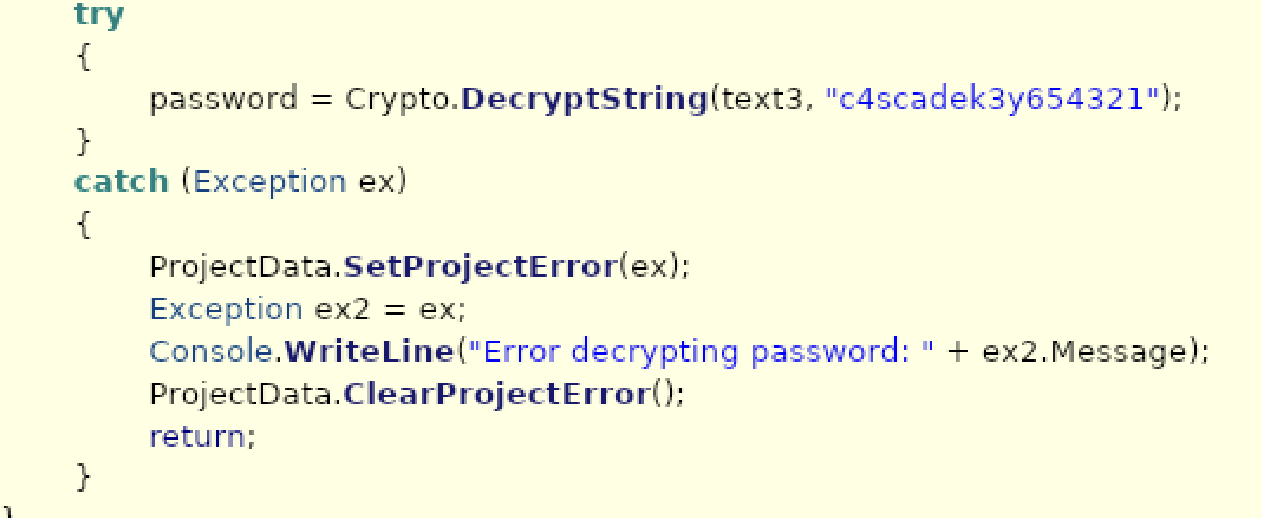 try
{
password = Crypto.DecryptString(text3, "c4scadek3y654321");
}
catch (Exception ex)
{
ProjectData.SetProjectError(ex);
Exception ex2 = ex;
Console.WriteLine("Error decrypting password: " + ex2.Message);
ProjectData.ClearProjectError();
return;
}
}